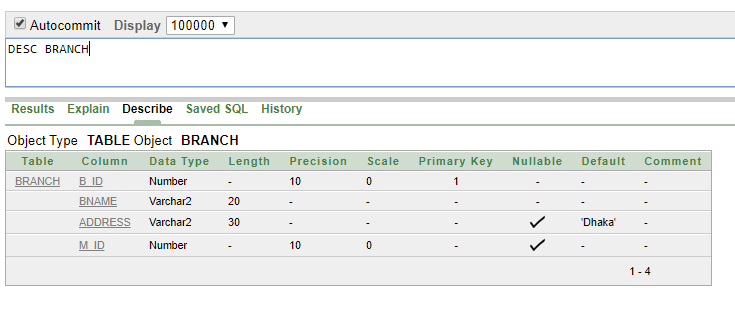 Autocommit Display 100000
DESC BRANCH
Results Explain Describe Saved SQL History
Object Type TABLE Object BRANCH
Table Column Data Type Length Precision Scale Primary Key Nullable Default Comment
BRANCH B_ID Number - 10 0 1 - - -
BNAME Varchar2 20 - - - - - -
ADDRESS Varchar2 30 - - - 'Dhaka' -
M_ID Number - 10 0 - - -
1 - 4